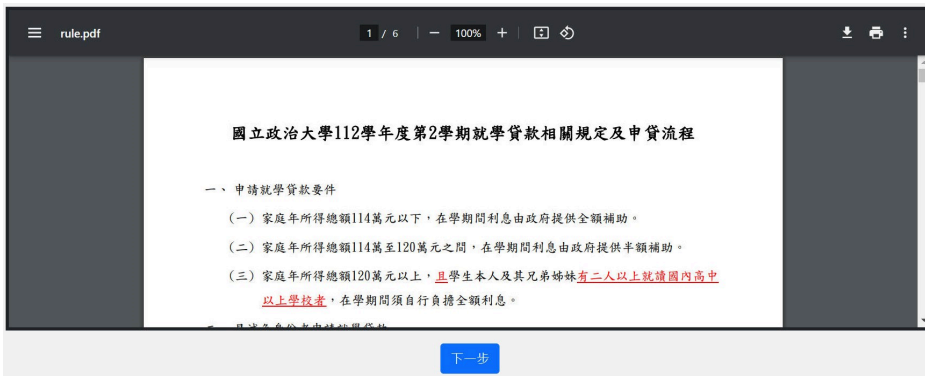 rule.pdf
1 / 6
100%
國立政治大學112學年度第2學期就學貸款相關規定及申貸流程
一、申請就學貸款要件
(一) 家庭年所得總額114萬元以下，在學期間利息由政府提供全額補助。
(二) 家庭年所得總額114萬至120萬元之間，在學期間利息由政府提供半額補助。
(三) 家庭年所得總額120萬元以上，且學生本人及其兄弟姊妹有二人以上就讀國內高中
以上學校者，在學期間須自行負擔全額利息。
下一步